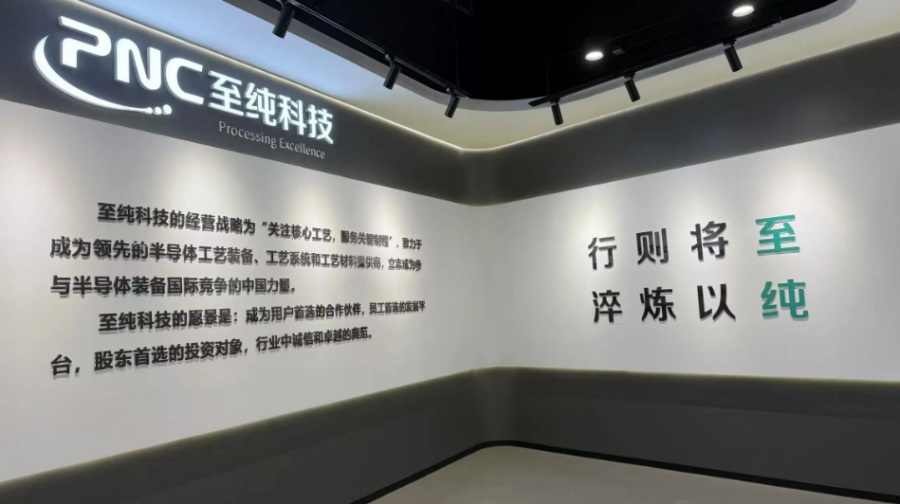 PNC至纯科技
Processing Excellence
至纯科技的经营战略为“关注核心工艺，服务关键制程”，致力于
成为领先的半导体工艺装备、工艺系统和工艺材料提供商，立志成为参
与半导体装备国际竞争的中国力量。
至纯科技的愿景是：成为用户首选的合作伙伴，员工首选的发展平
台，股东首选的投资对象，行业中诚信和卓越的典范。
行则将至
淬炼以纯